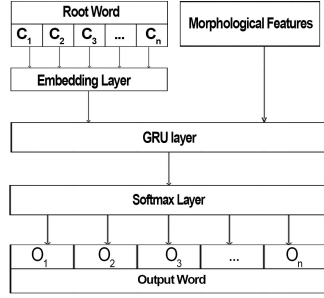 Root Word
C1 C2 C3 ... Cn
Morphological Features
Embedding Layer
GRU layer
Softmax Layer
O1 O2 O3 ... On
Output Word